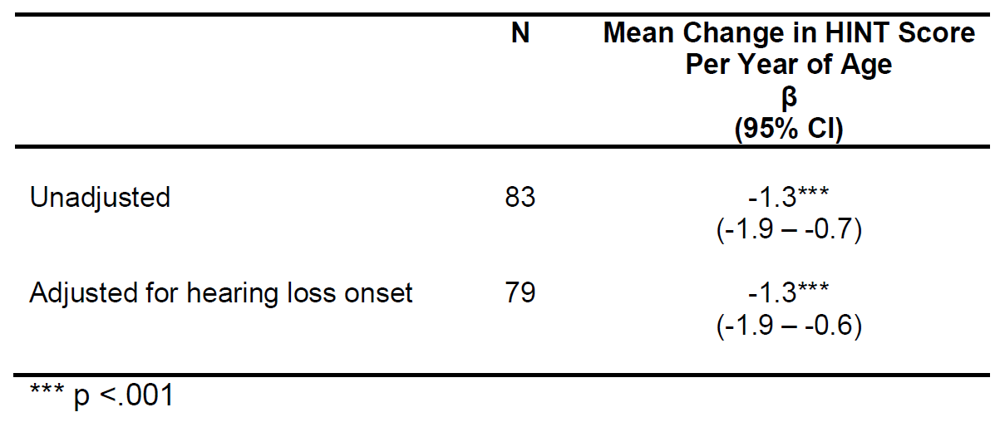 N Mean Change in HINT Score
Per Year of Age
β
(95% CI)
Unadjusted 83 -1.3***
(-1.9 – -0.7)
Adjusted for hearing loss onset 79 -1.3***
(-1.9 – -0.6)
*** p <.001